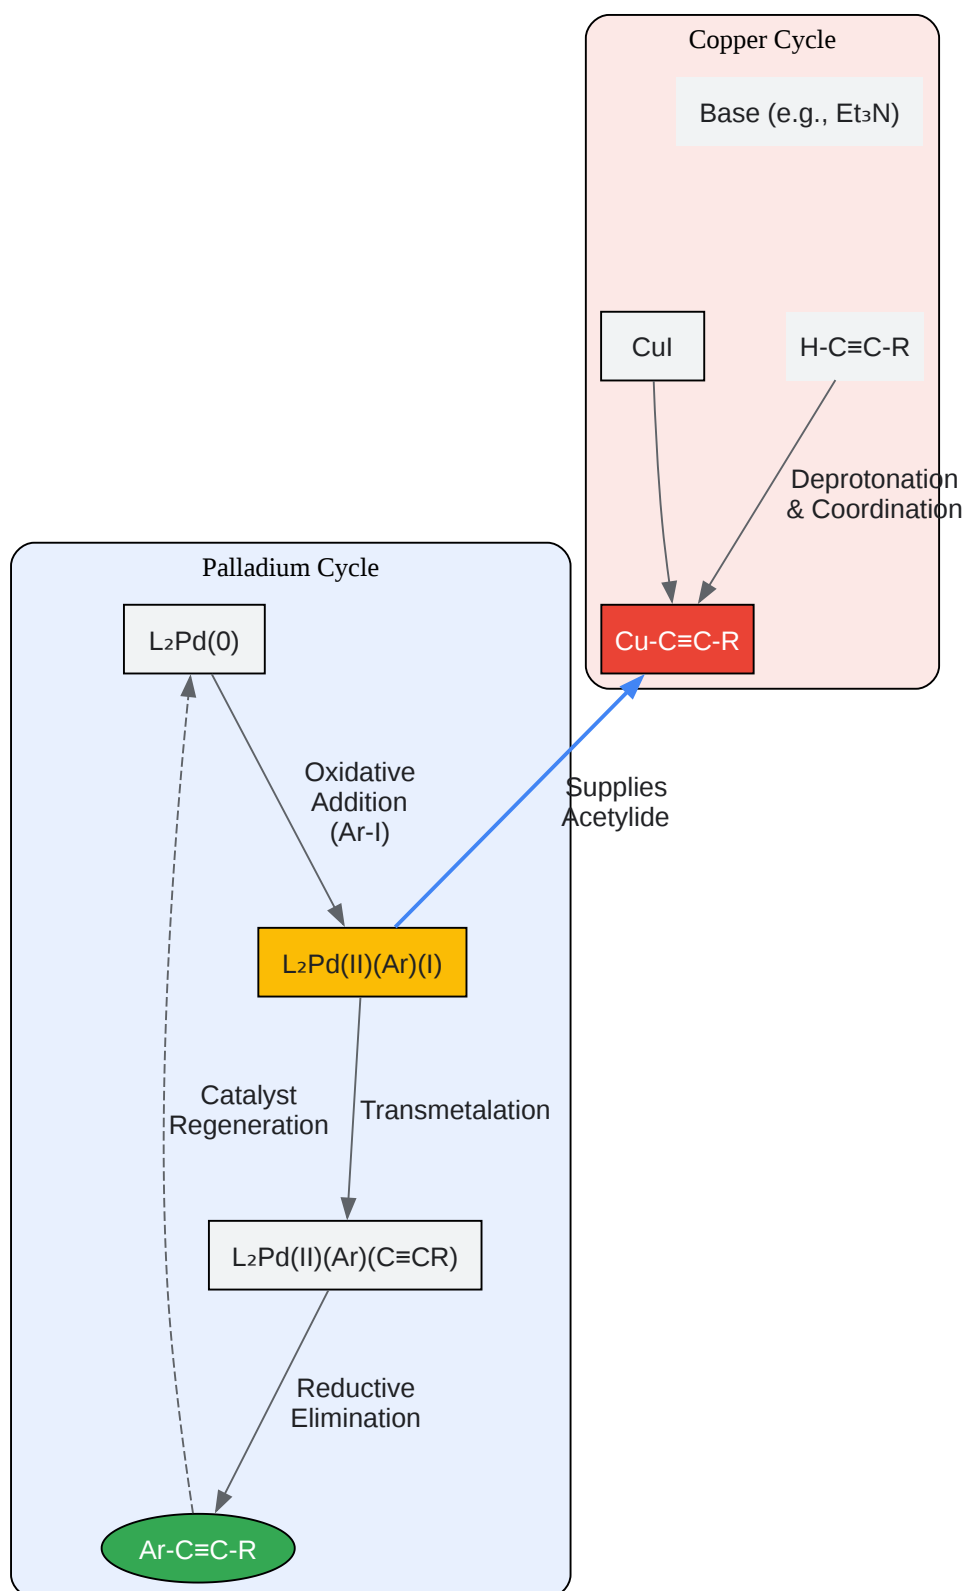 Copper Cycle
Base (e.g., Et₃N)
CuI
H-C≡C-R
Deprotonation
& Coordination
Palladium Cycle
L₂Pd(0)
Cu-C≡C-R
Oxidative
Addition
(Ar-I)
Supplies
Acetylide
L₂Pd(II)(Ar)(I)
Catalyst
Regeneration
Transmetalation
L₂Pd(II)(Ar)(C≡CR)
Reductive
Elimination
Ar-C≡C-R